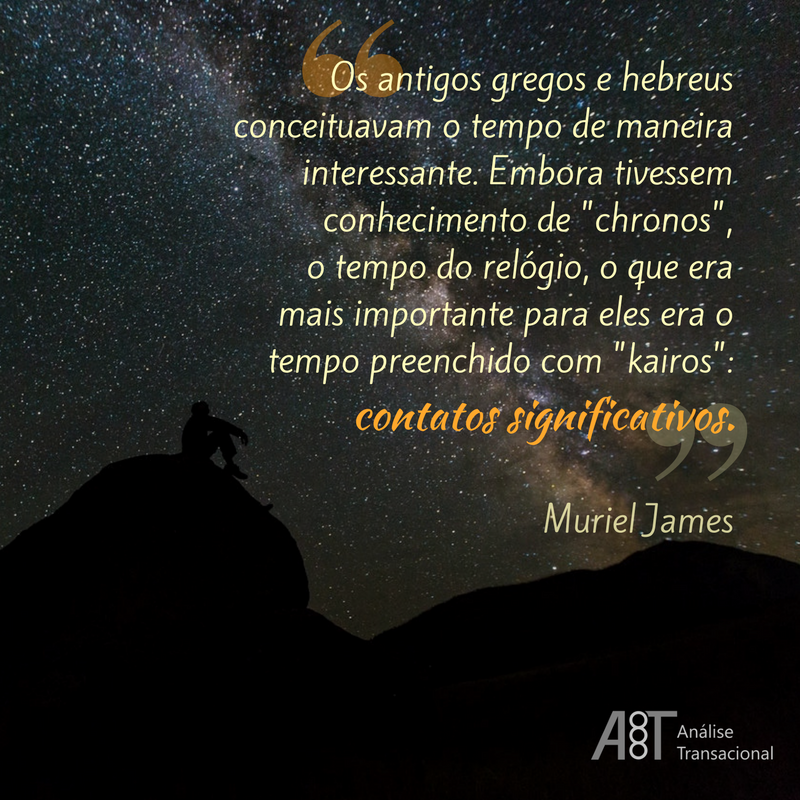 “Os antigos gregos e hebreus
conceituavam o tempo de maneira
interessante. Embora tivessem
conhecimento de "chronos",
o tempo do relógio, o que era
mais importante para eles era o
tempo preenchido com "kairos":
contatos significativos.”
Muriel James
A8T Análise
Transacional